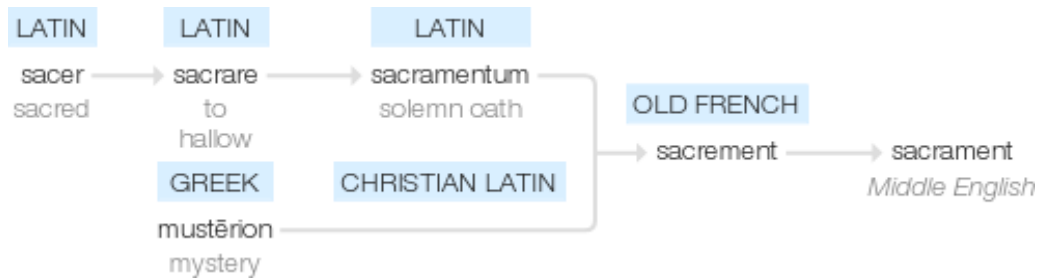 LATIN LATIN LATIN
sacer sacrare sacramentum
sacred to solemn oath
hallow
OLD FRENCH
sacrement sacrament
Middle English
GREEK CHRISTIAN LATIN
mustērion
mystery